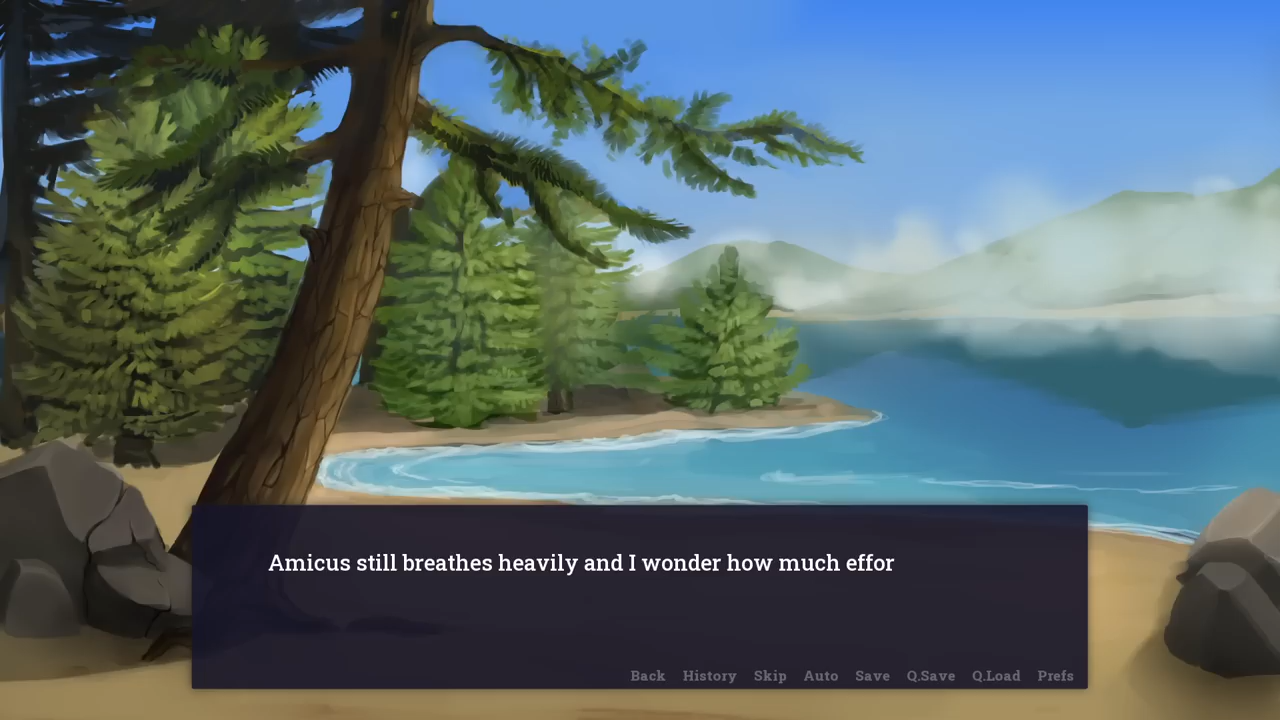 Amicus still breathes heavily and I wonder how much effor
Back History Skip Auto Save Q.Save Q.Load Prefs